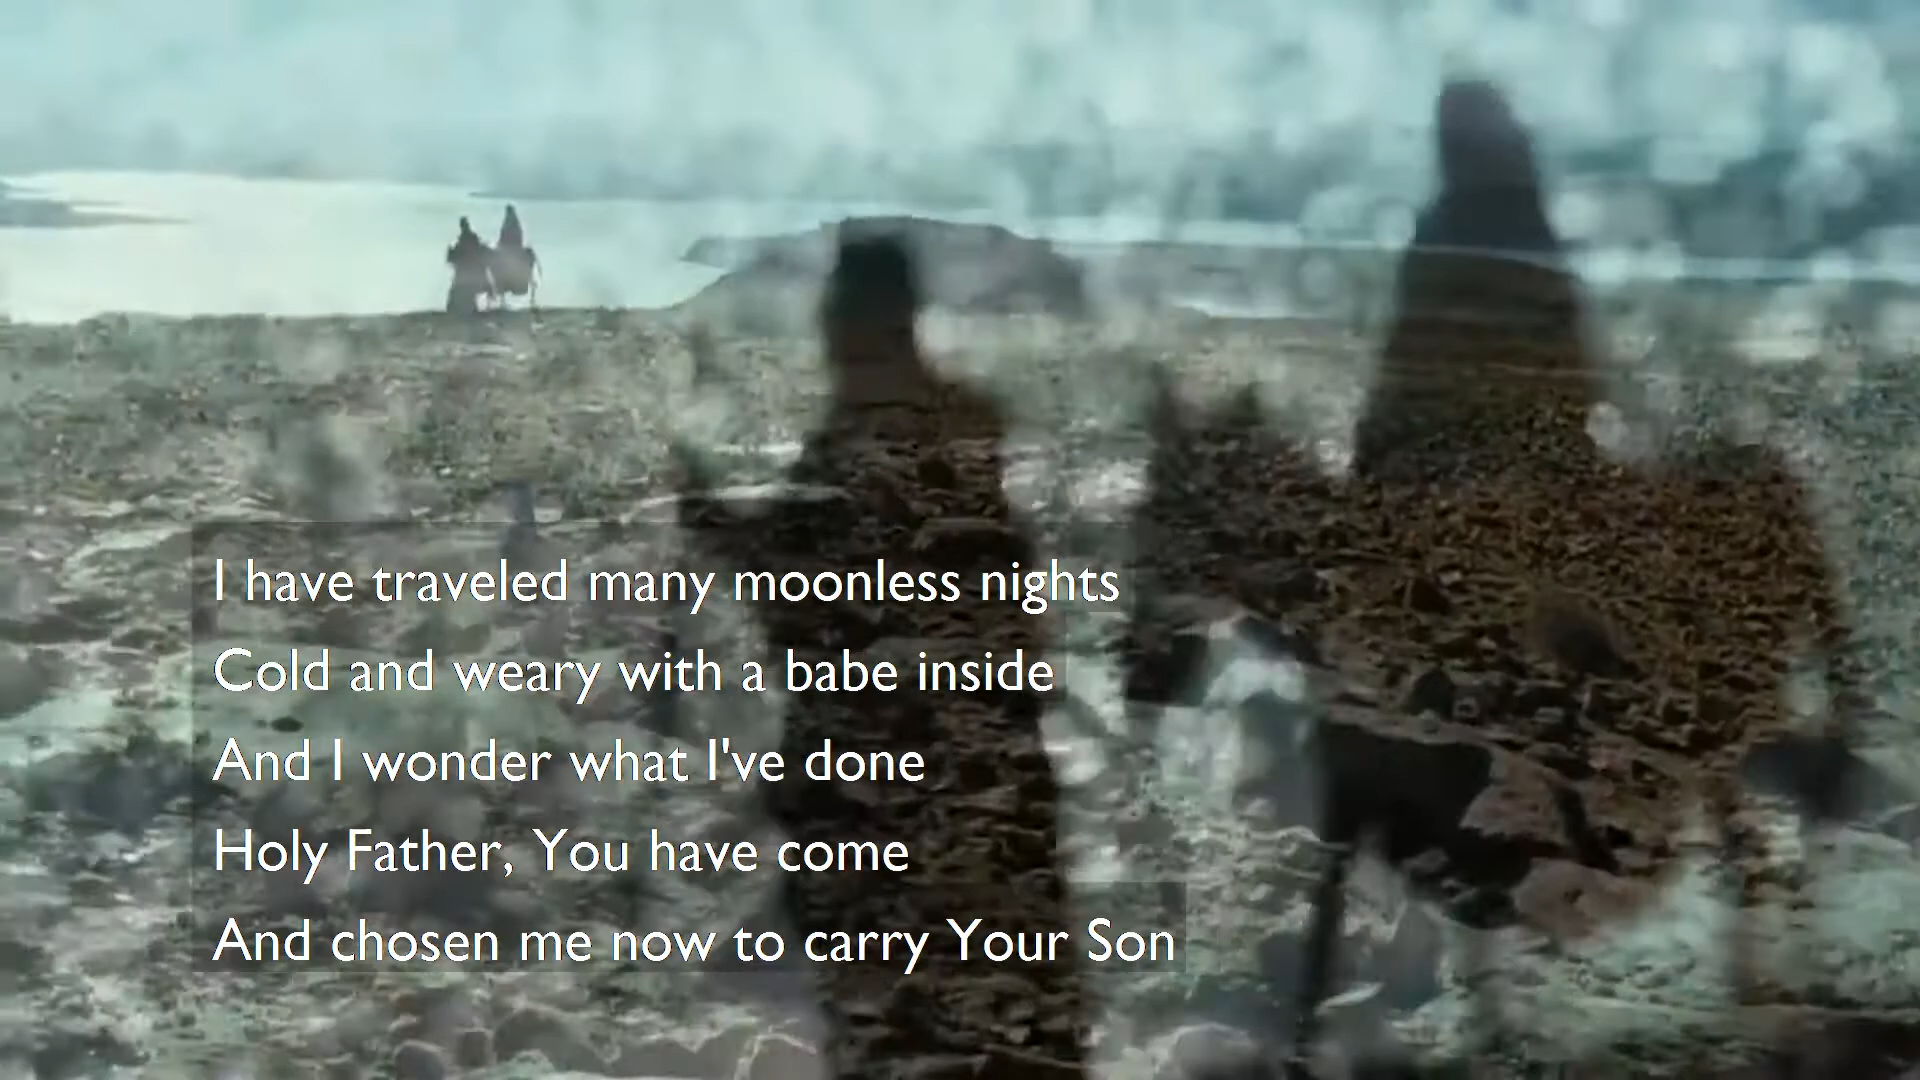 I have traveled many moonless nights
Cold and weary with a babe inside
And I wonder what I've done
Holy Father, You have come
And chosen me now to carry Your Son